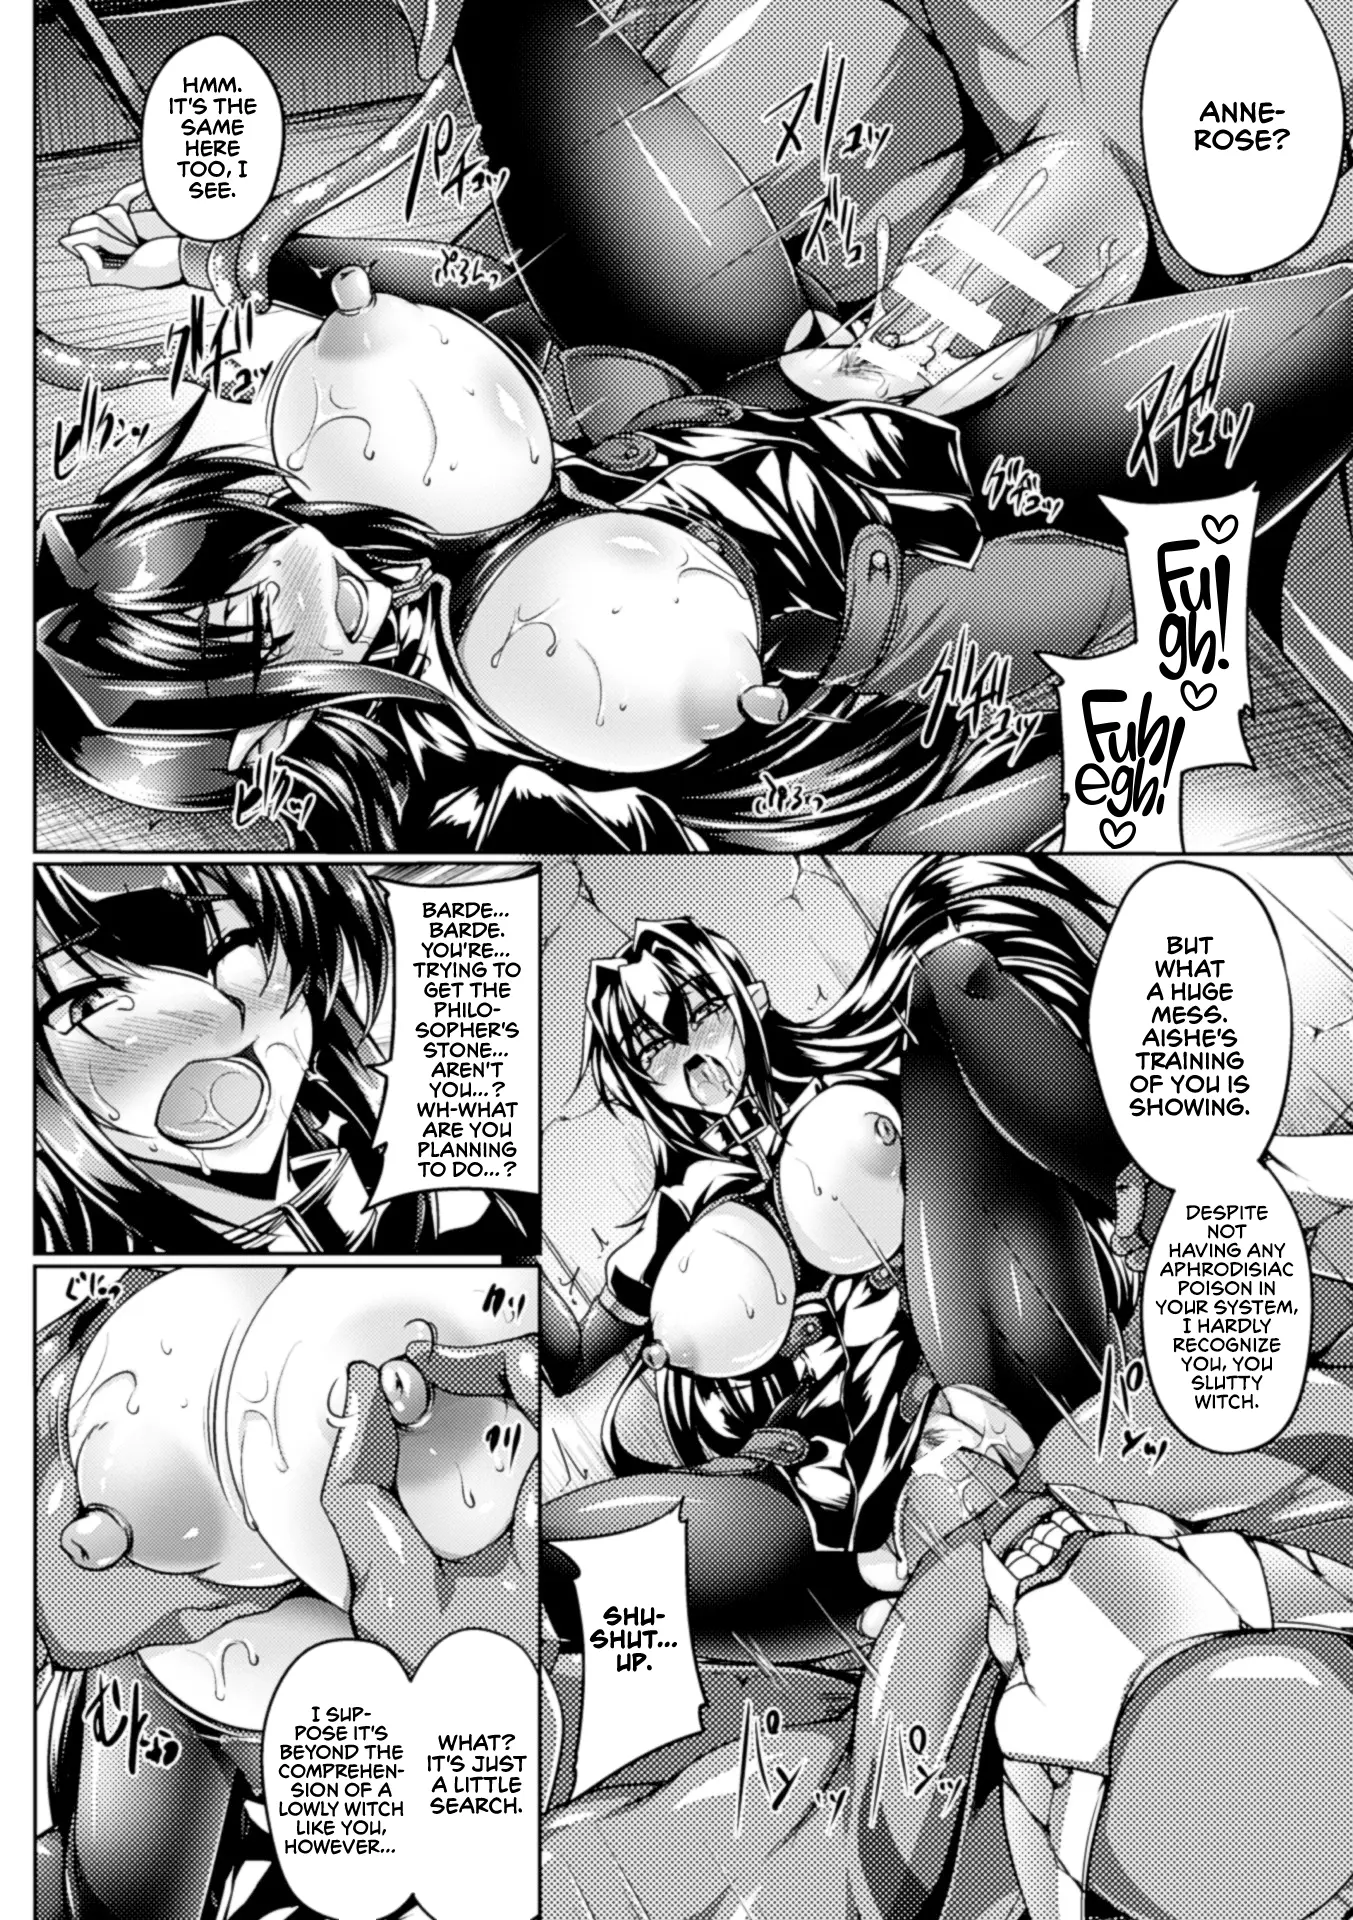 ANNE-
ROSE?
HMM.
IT'S THE
SAME
HERE
TOO, I
SEE.
Fu
gh!
Fuh
egh!
BUT
WHAT
A HUGE
MESS.
AISHE'S
TRAINING
OF YOU IS
SHOWING.
DESPITE
NOT
HAVING ANY
APHRODISIAC
POISON IN
YOUR SYSTEM,
I HARDLY
RECOGNIZE
YOU, YOU
SLUTTY
WITCH.
SHU-
SHUT...
UP.
BARDE...
BARDE.
YOU'RE...
TRYING TO
GET THE
PHILO-
SOPHER'S
STONE...
AREN'T
YOU...?
WH-WHAT
ARE YOU
PLANNING
TO DO...?
WHAT?
IT'S JUST
A LITTLE
SEARCH.
I SUP-
POSE IT'S
BEYOND THE
COMPREHEN-
SION OF A
LOWLY WITCH
LIKE YOU,
HOWEVER...